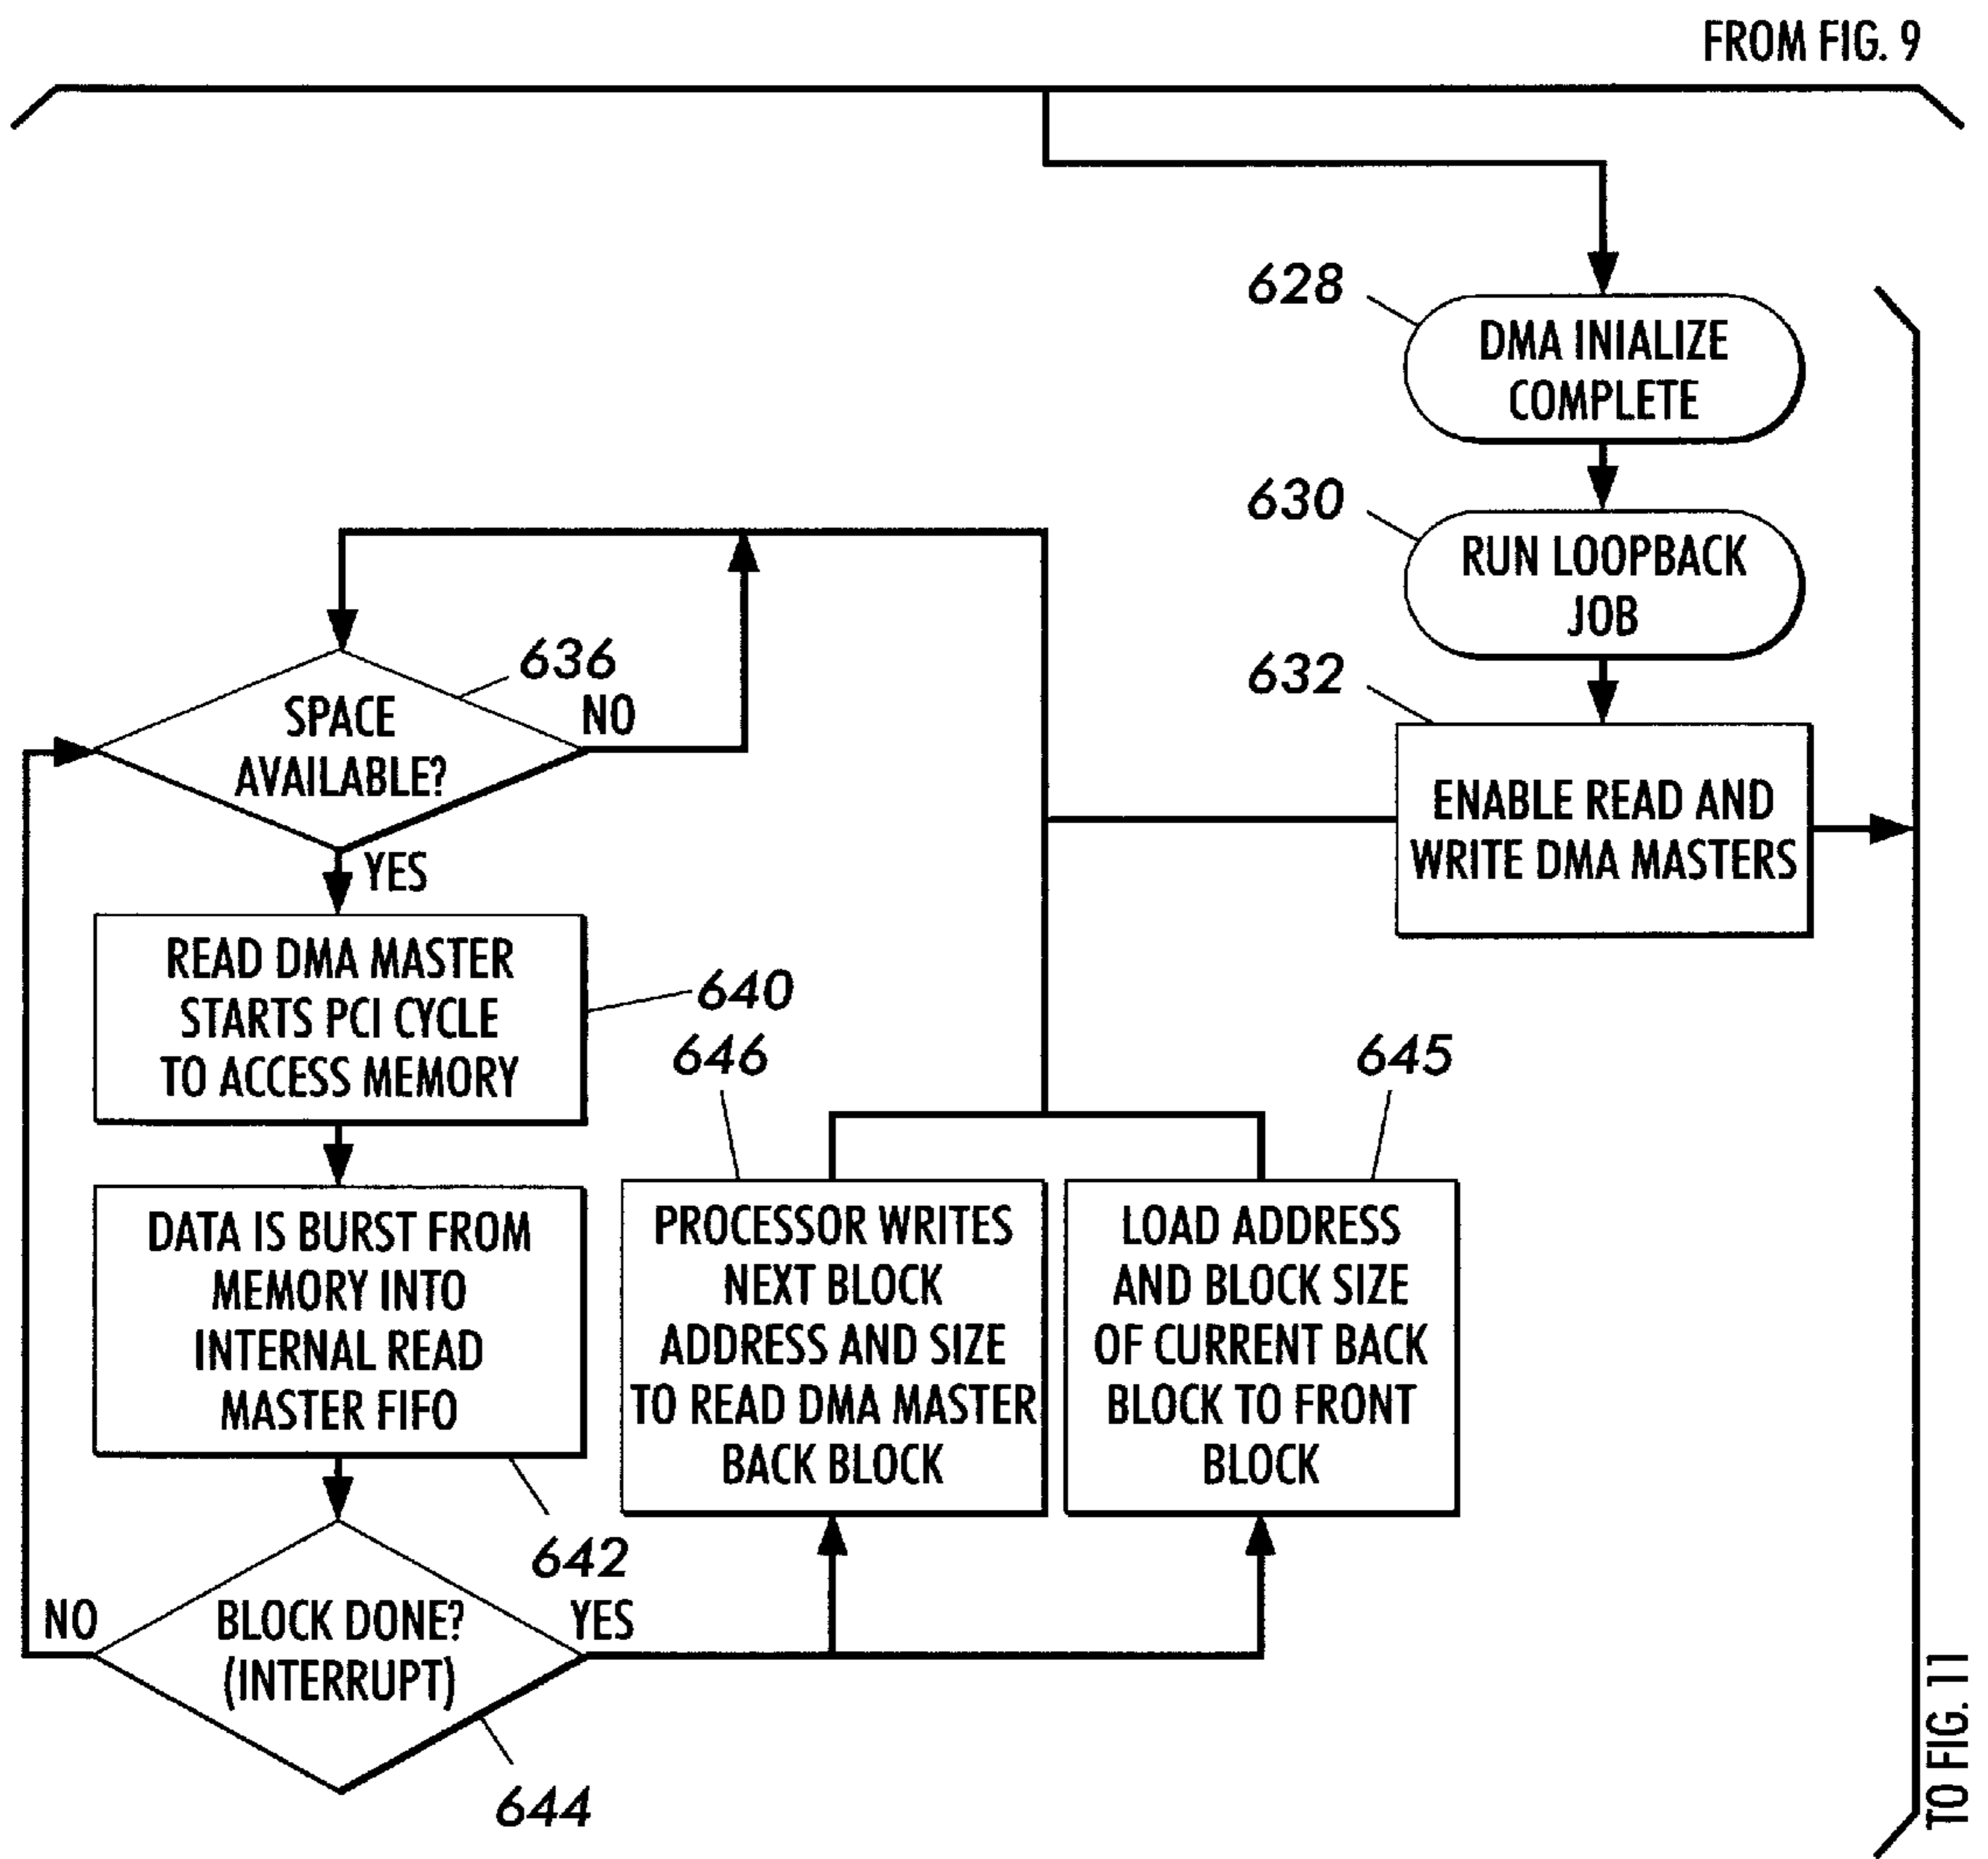 FROM FIG. 9
628
DMA INIALIZE
COMPLETE
630
RUN LOOPBACK
JOB
632
ENABLE READ AND
WRITE DMA MASTERS
636
SPACE
AVAILABLE?
NO
YES
READ DMA MASTER
STARTS PCI CYCLE
TO ACCESS MEMORY
640
646
645
DATA IS BURST FROM
MEMORY INTO
INTERNAL READ
MASTER FIFO
642
PROCESSOR WRITES
NEXT BLOCK
ADDRESS AND SIZE
TO READ DMA MASTER
BACK BLOCK
LOAD ADDRESS
AND BLOCK SIZE
OF CURRENT BACK
BLOCK TO FRONT
BLOCK
NO
BLOCK DONE?
(INTERRUPT)
YES
644
TO FIG. 11